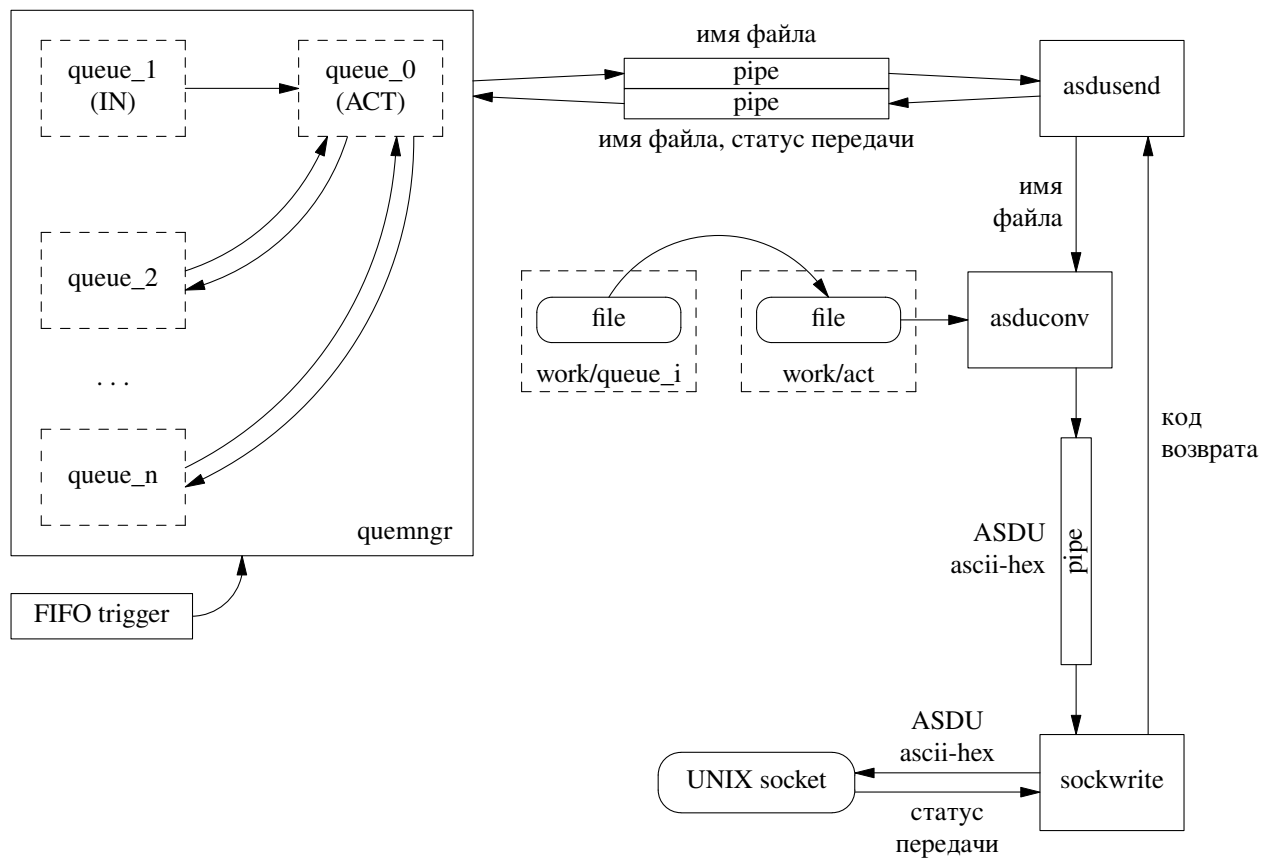 queue_1
(IN)
queue_0
(ACT)
имя файла
pipe
pipe
имя файла, статус передачи
asdusend
имя
файла
queue_2
file
work/queue_i
file
work/act
asduconv
. . .
код
возврата
queue_n
quemngr
ASDU
ascii-hex
pipe
FIFO trigger
ASDU
ascii-hex
UNIX socket
sockwrite
статус
передачи